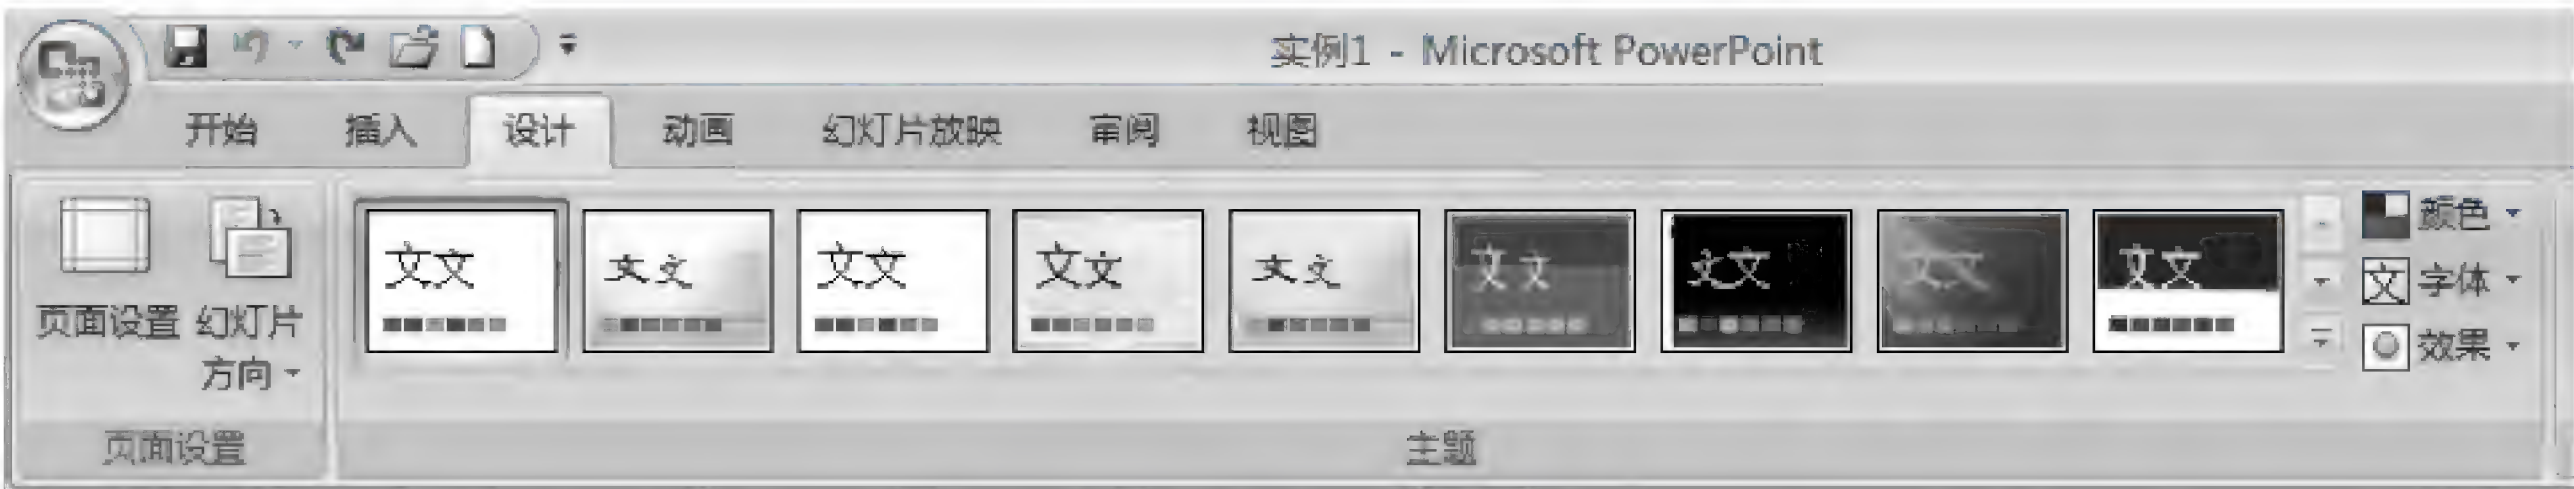 实例1 - Microsoft PowerPoint
开始 插入 设计 动画 幻灯片放映 审阅 视图
文文 文文 文文 文文 文文 文文 文文 文文 文文
颜色
文 字体
效果
页面设置 幻灯片
方向
页面设置 主题